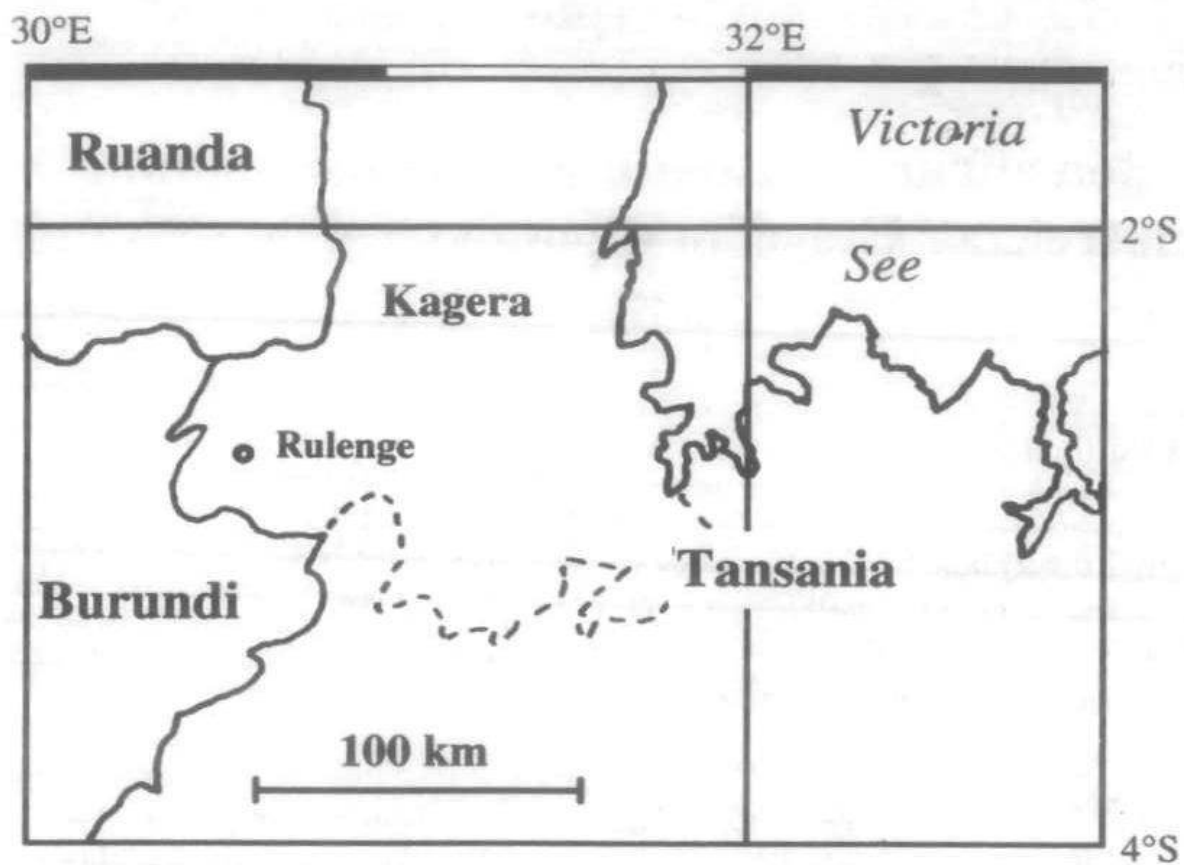 30°E
32°E
Ruanda
Victoria
2°S
See
Kagera
Rulenge
Tansania
Burundi
100 km
4°S